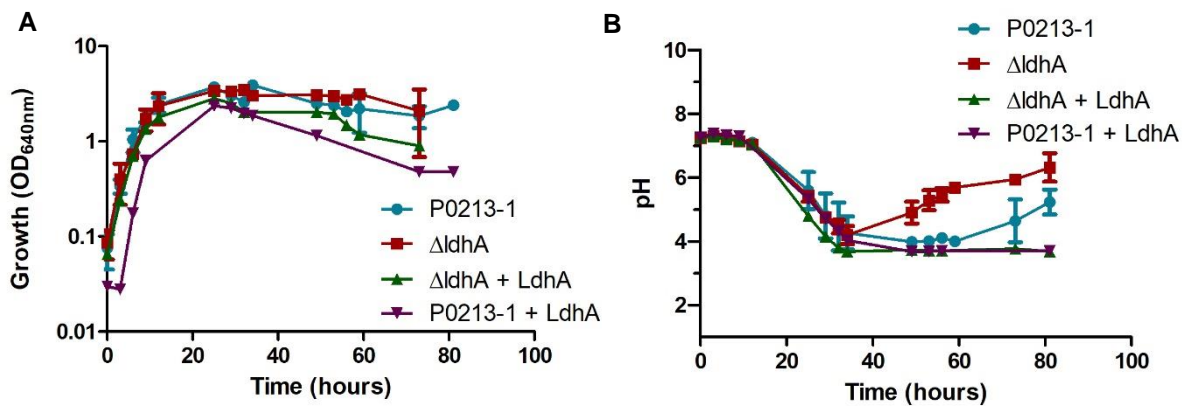 A
Growth (OD640nm)
10
1
0.1
0.01
0
20
40
60
80
100
Time (hours)
P0213-1
ΔldhA
ΔldhA + LdhA
P0213-1 + LdhA
B
pH
10
8
6
4
2
0
20
40
60
80
100
Time (hours)
P0213-1
ΔldhA
ΔldhA + LdhA
P0213-1 + LdhA